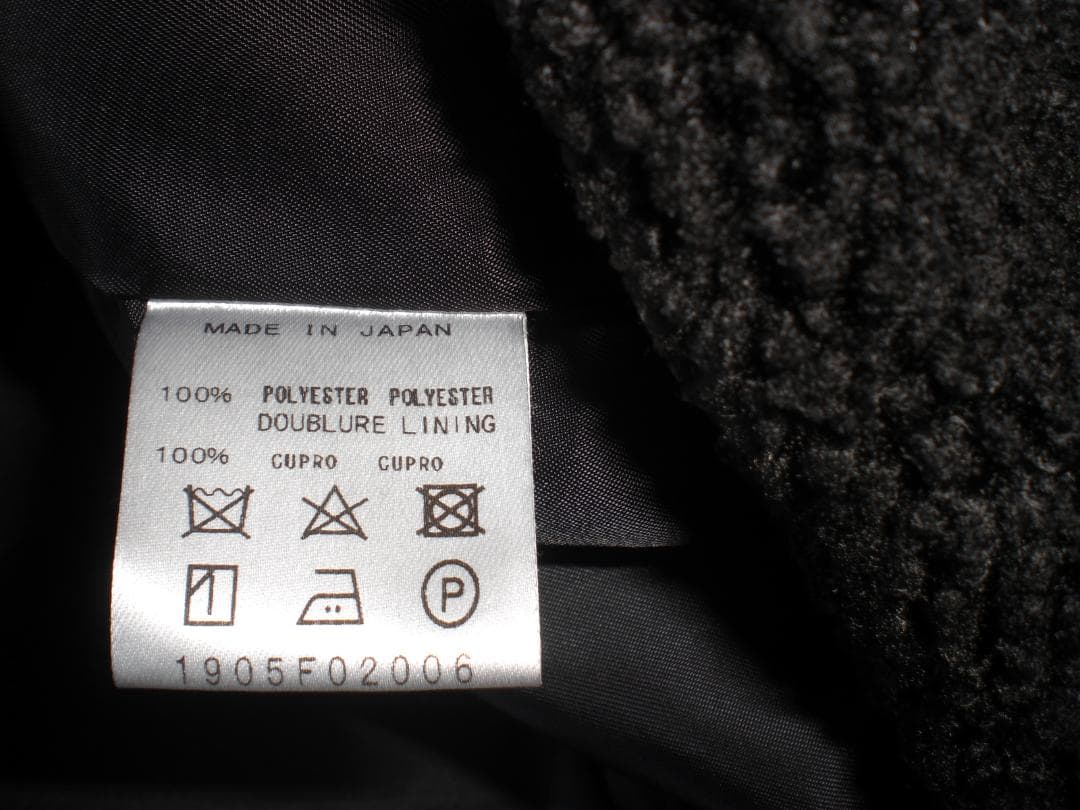 MADE IN JAPAN
100% POLYESTER POLYESTER
DOUBLURE LINING
100% CUPRO CUPRO
P
1905F02006